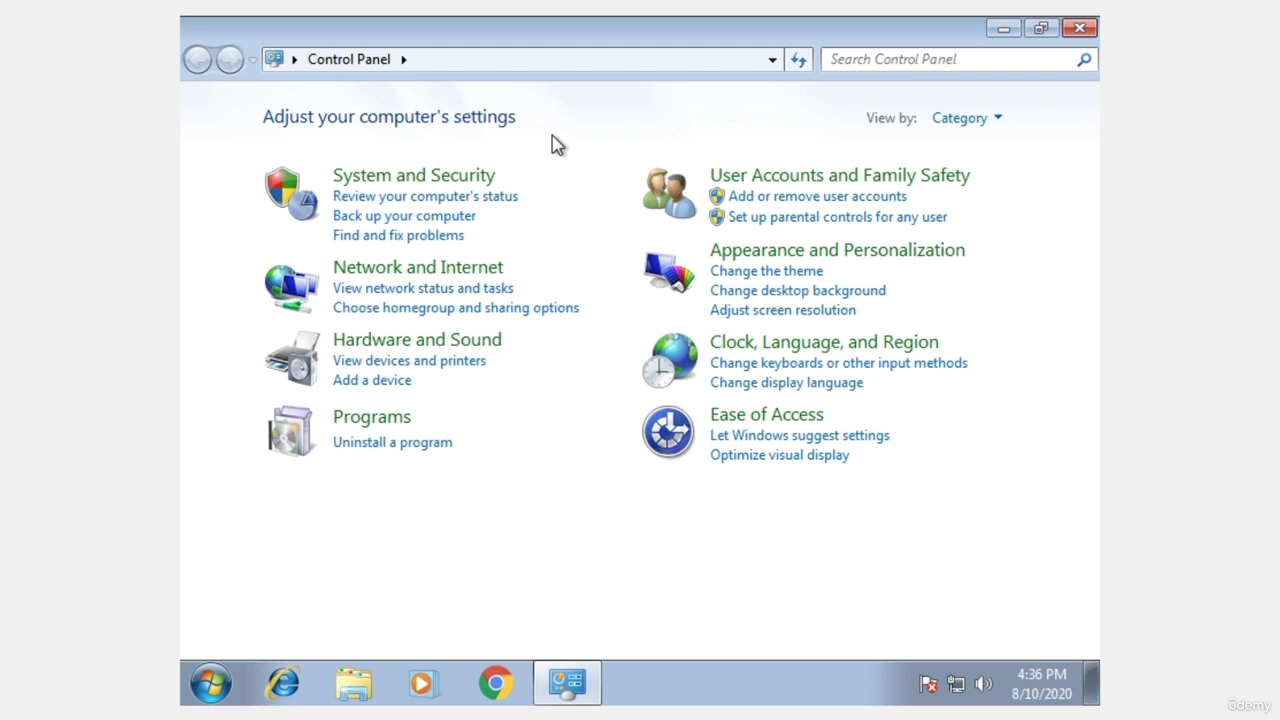 Control Panel
Search Control Panel
Adjust your computer's settings
View by: Category
System and Security
Review your computer's status
Back up your computer
Find and fix problems
Network and Internet
View network status and tasks
Choose homegroup and sharing options
Hardware and Sound
View devices and printers
Add a device
Programs
Uninstall a program
User Accounts and Family Safety
Add or remove user accounts
Set up parental controls for any user
Appearance and Personalization
Change the theme
Change desktop background
Adjust screen resolution
Clock, Language, and Region
Change keyboards or other input methods
Change display language
Ease of Access
Let Windows suggest settings
Optimize visual display
4:36 PM
8/10/2020
ûdemy